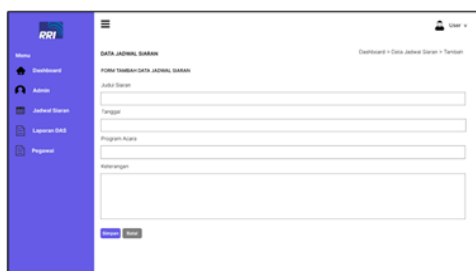 RRI
User
Menu
Dashboard
Admin
Jadwal Siaran
Laporan DAS
Pegawai
DATA JADWAL SIARAN
Dashboard > Data Jadwal Siaran > Tambah
FORM TAMBAH DATA JADWAL SIARAN
Judul Siaran
Tanggal
Program Acara
Keterangan
Simpan
Batal